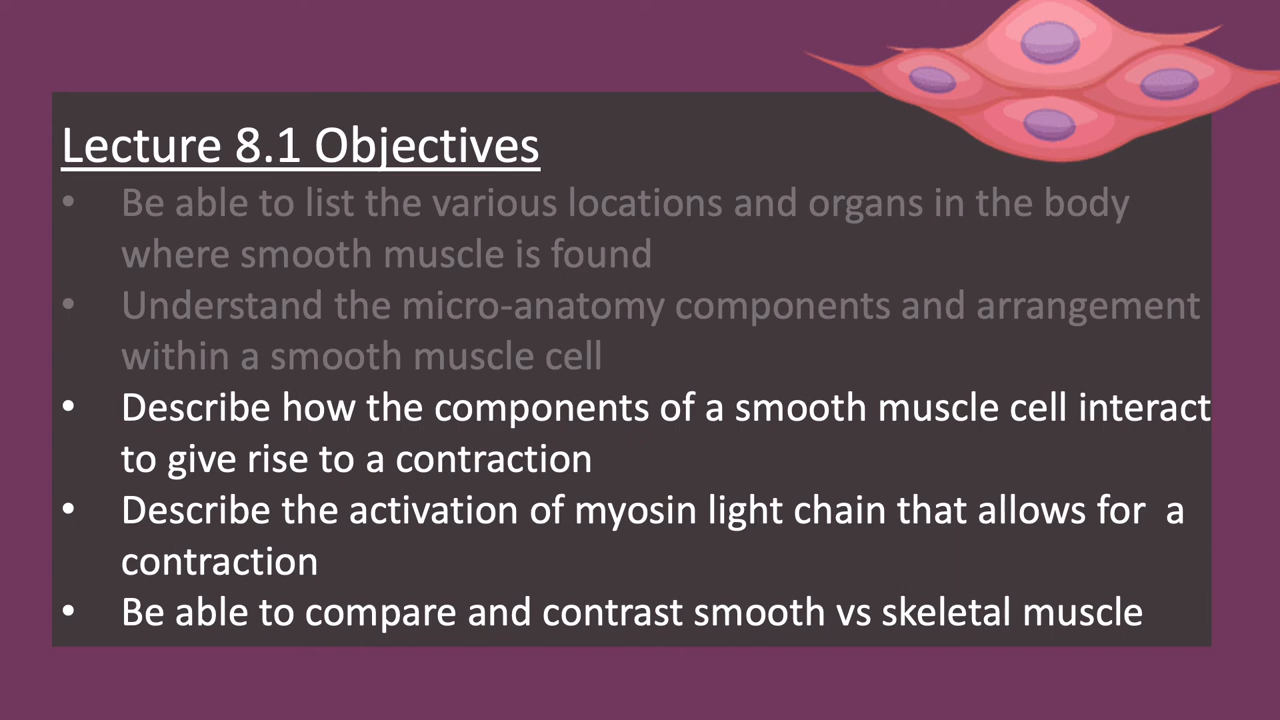 Lecture 8.1 Objectives
• Be able to list the various locations and organs in the body
where smooth muscle is found
• Understand the micro-anatomy components and arrangement
within a smooth muscle cell
• Describe how the components of a smooth muscle cell interact
to give rise to a contraction
• Describe the activation of myosin light chain that allows for  a
contraction
• Be able to compare and contrast smooth vs skeletal muscle